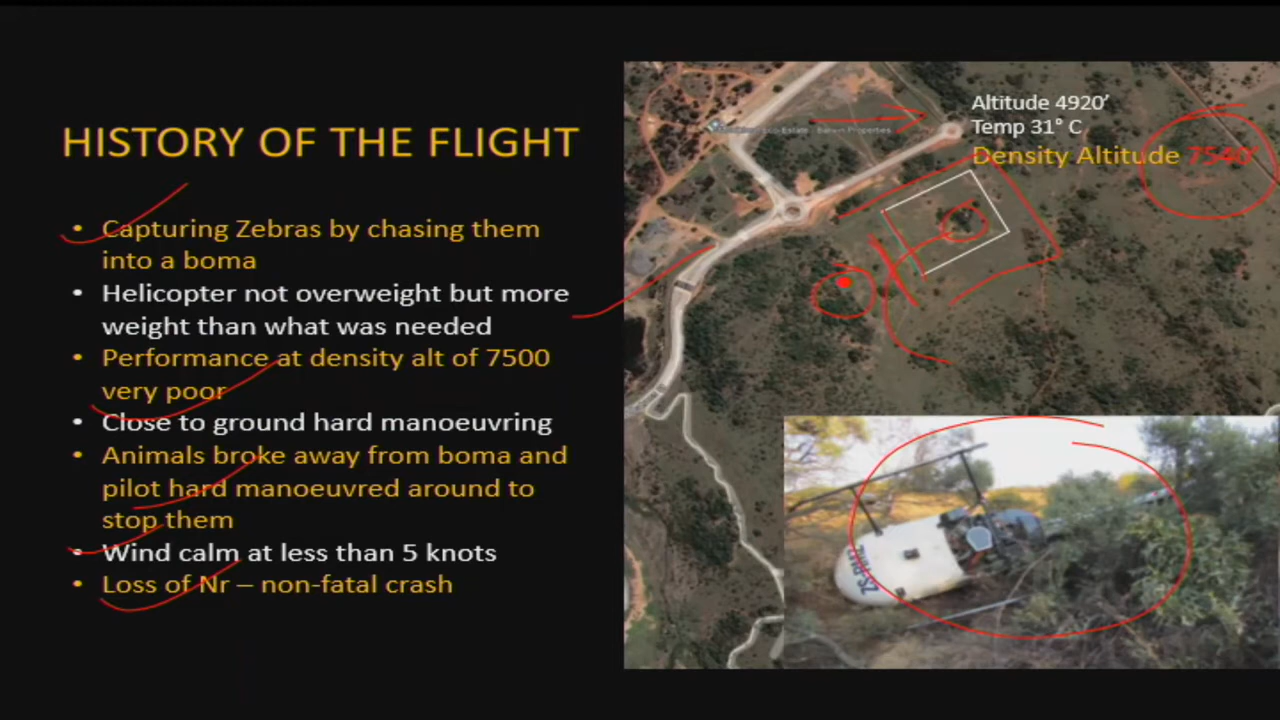 HISTORY OF THE FLIGHT
• Capturing Zebras by chasing them
into a boma
• Helicopter not overweight but more
weight than what was needed
• Performance at density alt of 7500
very poor
• Close to ground hard manoeuvring
• Animals broke away from boma and
pilot hard manoeuvred around to
stop them
• Wind calm at less than 5 knots
• Loss of Nr – non-fatal crash
Altitude 4920’
Temp 31° C
Density Altitude 7540’
Eco-Estate - Properties